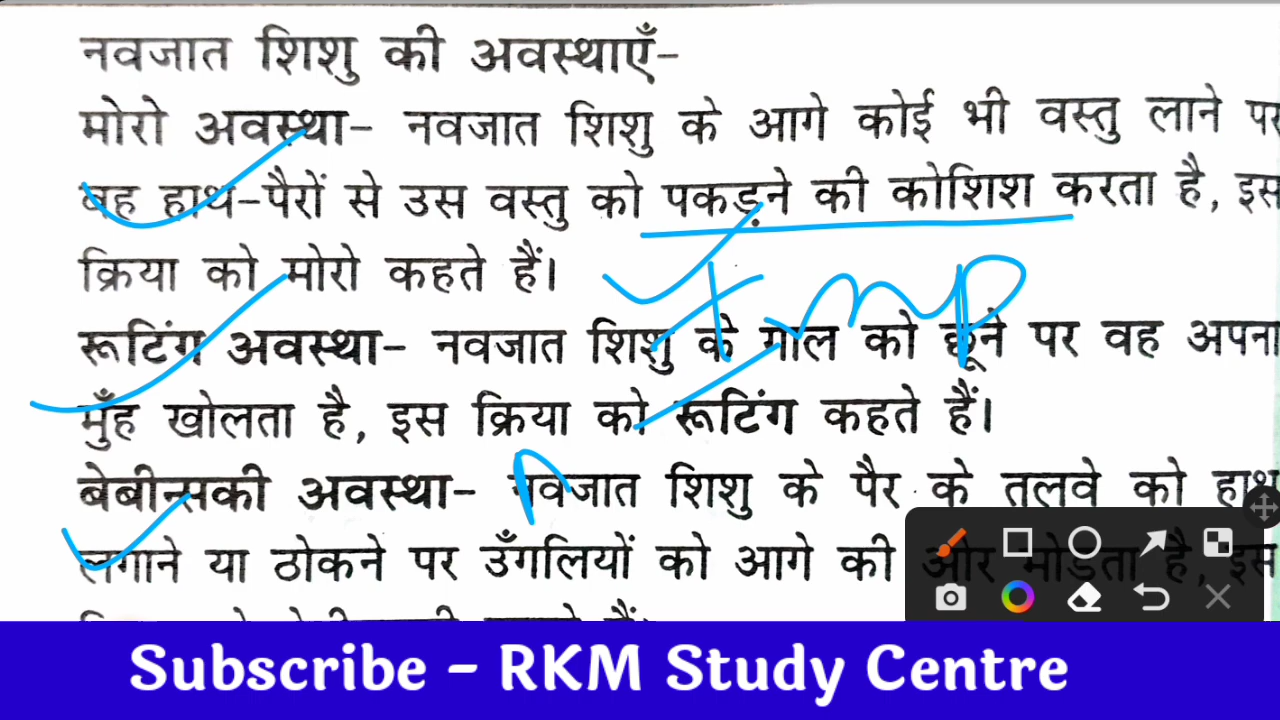 नवजात शिशु की अवस्थाएँ-
मोरो अवस्था- नवजात शिशु के आगे कोई भी वस्तु लाने पर
वह हाथ-पैरों से उस वस्तु को पकड़ने की कोशिश करता है, इस
क्रिया को मोरो कहते हैं।
Imp
रूटिंग अवस्था- नवजात शिशु के गाल को छूने पर वह अपना
मुँह खोलता है, इस क्रिया को रूटिंग कहते हैं।
बेबीन्सकी अवस्था- नवजात शिशु के पैर के तलवे को हाथ
लगाने या ठोकने पर उँगलियों को आगे की ओर मोड़ता है, इस
Subscribe - RKM Study Centre